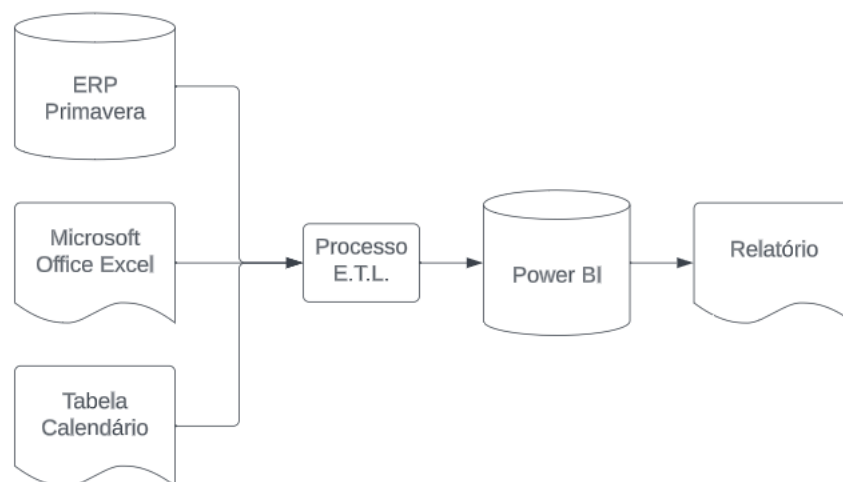 ERP
Primavera
Microsoft
Office Excel
Tabela
Calendário
Processo
E.T.L.
Power BI
Relatório